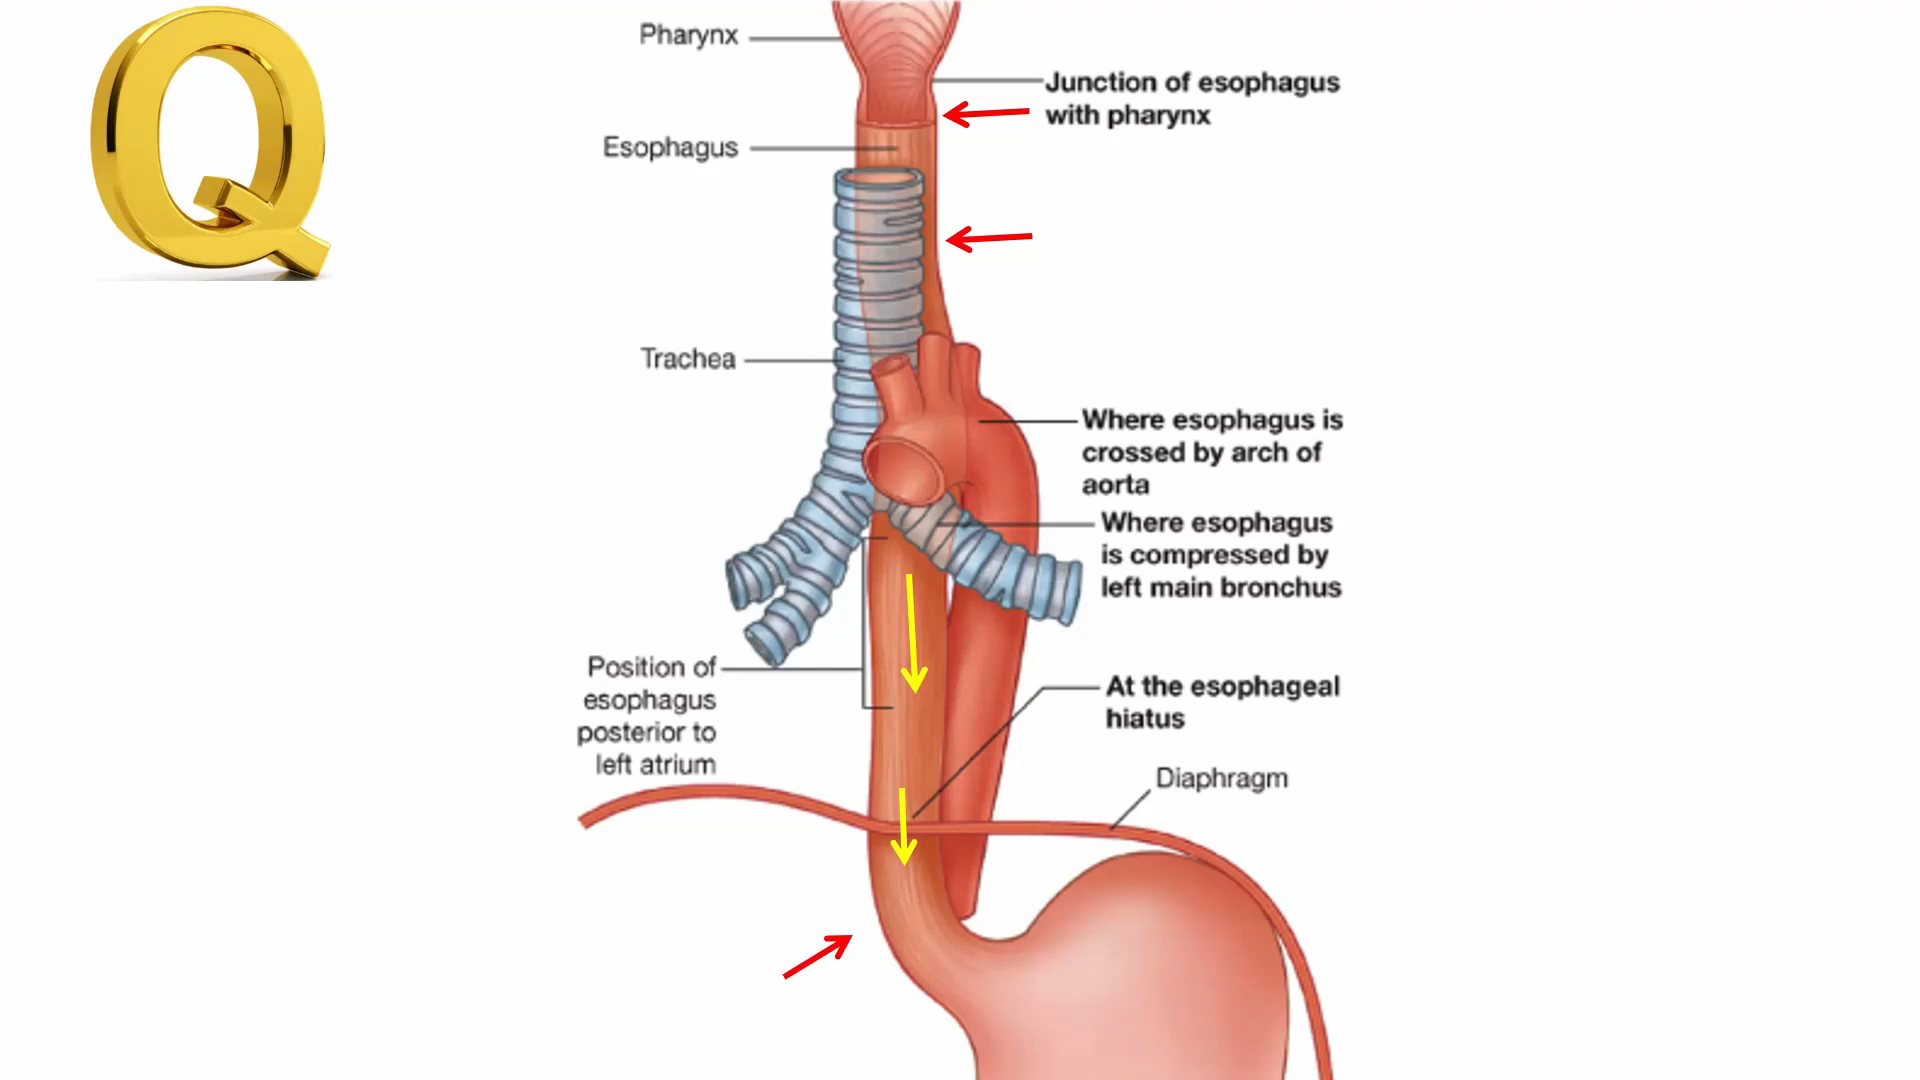 Q
Pharynx
Junction of esophagus
with pharynx
Esophagus
Trachea
Where esophagus is
crossed by arch of
aorta
Where esophagus
is compressed by
left main bronchus
Position of
esophagus
posterior to
left atrium
At the esophageal
hiatus
Diaphragm